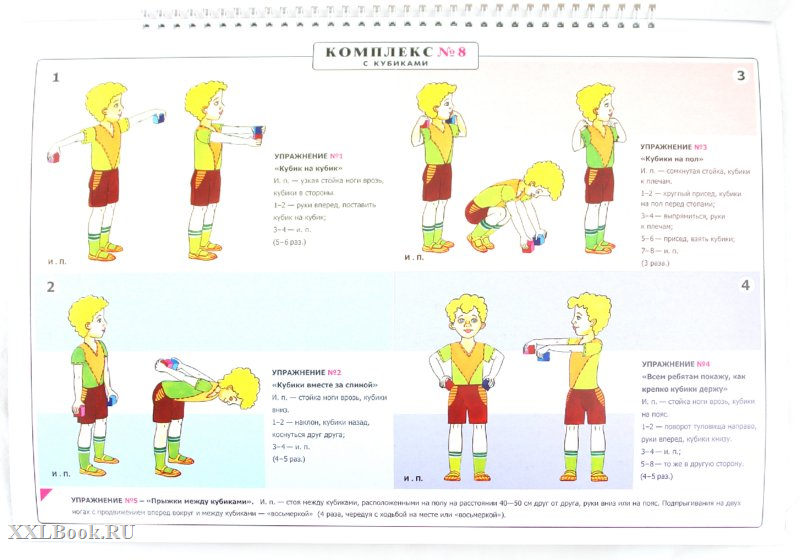 КОМПЛЕКС №8
С КУБИКАМИ
1
УПРАЖНЕНИЕ №1
«Кубик на кубик»
И. п. — узкая стойка ноги врозь,
кубики в стороны.
1–2 — руки вперед, поставить
кубик на кубик;
3–4— и. п.
(5–6 раз.)
И . П .
3
УПРАЖНЕНИЕ №3
«Кубики на пол»
И. п. — сомкнутая стойка, кубики
к плечам.
1–2 — круглый присед, кубики
на пол перед стопами;
3–4 — выпрямиться, руки
к плечам;
5–6 — присед, взять кубики;
7–8— и. п.
(3 раза.)
И . П .
2
УПРАЖНЕНИЕ №2
«Кубики вместе за спиной»
И. п. — стойка ноги врозь, кубики
вниз.
1–2 — наклон, кубики назад,
коснуться друг друга;
3–4— и. п.
(4–5 раз.)
И . П .
4
УПРАЖНЕНИЕ №4
«Всем ребятам покажу, как
крепко кубики держу»
И. п. — стойка ноги врозь, кубики
на пояс.
1–2 — поворот туловища направо,
руки вперед, кубики книзу.
3–4— и. п.;
5–8— то же в другую сторону.
(4–5 раз.)
И . П .
УПРАЖНЕНИЕ №5 – «Прыжки между кубиками». И. п. — стоя между кубиками, расположенными на полу на расстоянии 40—50 см друг от друга, руки вниз или на пояс. Подпрыгивания на двух
ногах с продвижением вперед вокруг и между кубиками — «восьмеркой» (4 раза, чередуя с ходьбой на месте или «восьмеркой»).
XXLBook.RU